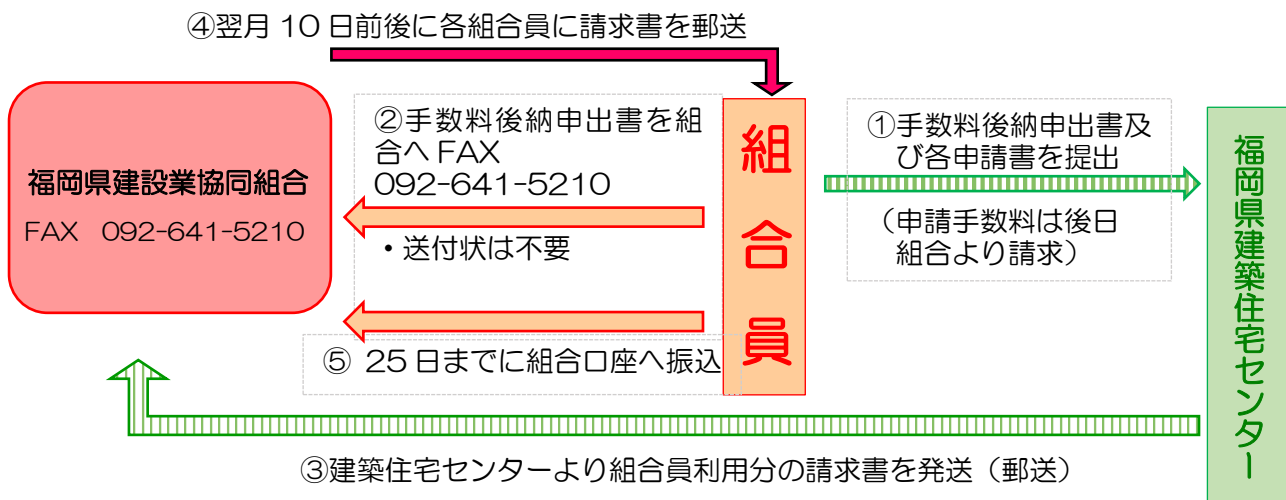 ④翌月 10 日前後に各組合員に請求書を郵送
福岡県建設業協同組合
FAX 092-641-5210
②手数料後納申出書を組
合へ FAX
092-641-5210
・送付状は不要
⑤ 25 日までに組合口座へ振込
組合員
①手数料後納申出書及
び各申請書を提出
（申請手数料は後日
組合より請求）
福岡県建築住宅センター
③建築住宅センターより組合員利用分の請求書を発送（郵送）